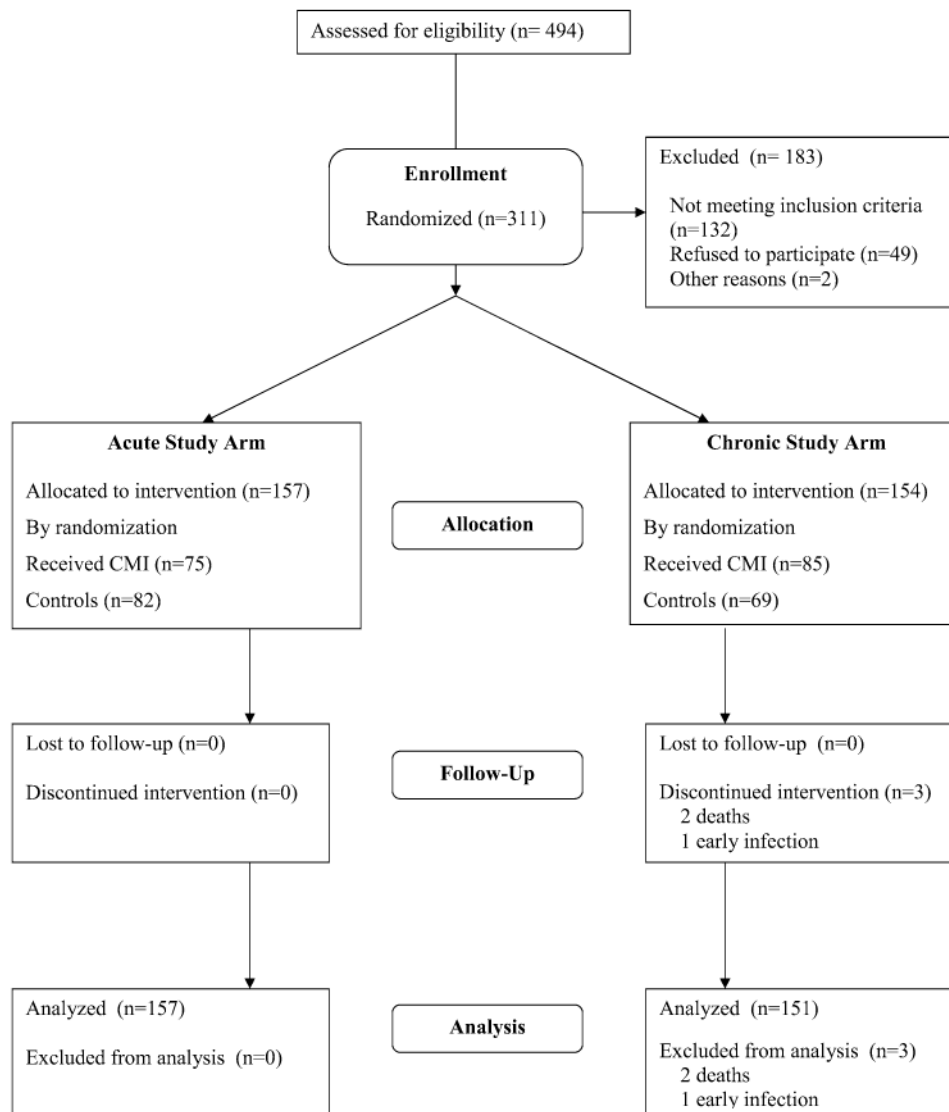 Assessed for eligibility (n= 494)
Enrollment
Randomized (n=311)
Excluded (n= 183)
Not meeting inclusion criteria
(n=132)
Refused to participate (n=49)
Other reasons (n=2)
Acute Study Arm
Allocated to intervention (n=157)
By randomization
Received CMI (n=75)
Controls (n=82)
Allocation
Chronic Study Arm
Allocated to intervention (n=154)
By randomization
Received CMI (n=85)
Controls (n=69)
Lost to follow-up (n=0)
Discontinued intervention (n=0)
Follow-Up
Lost to follow-up (n=0)
Discontinued intervention (n=3)
2 deaths
1 early infection
Analyzed (n=157)
Excluded from analysis (n=0)
Analysis
Analyzed (n=151)
Excluded from analysis (n=3)
2 deaths
1 early infection